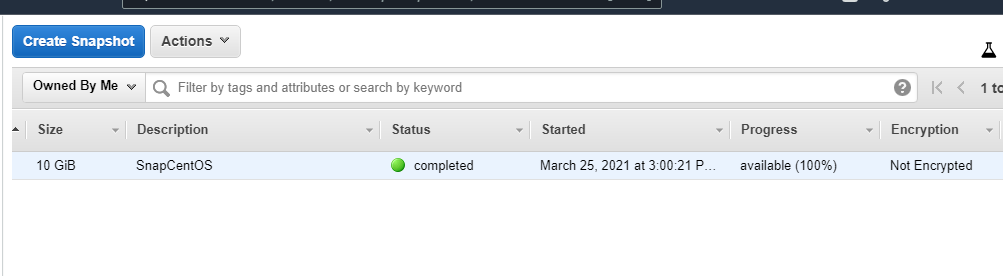 Create Snapshot Actions
Owned By Me Filter by tags and attributes or search by keyword 1 to
Size Description Status Started Progress Encryption
10 GiB SnapCentOS completed March 25, 2021 at 3:00:21 P... available (100%) Not Encrypted